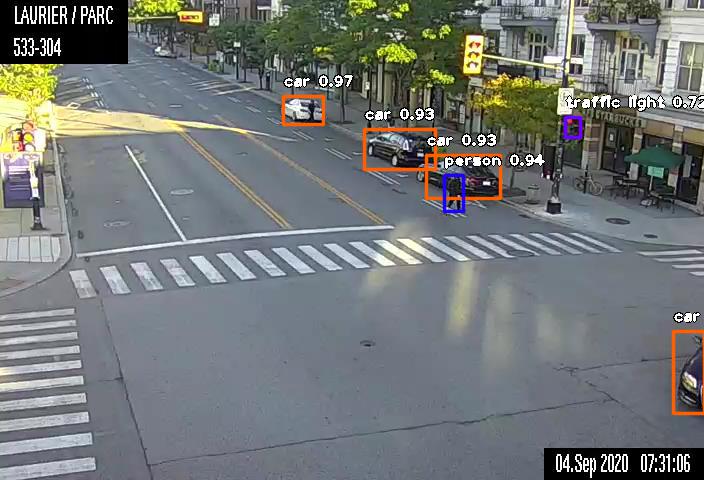 LAURIER / PARC
533-304
car 0.97
car 0.93
car 0.93
person 0.94
traffic light 0.72
STARBUCKS
car
04.Sep 2020 07:31:06